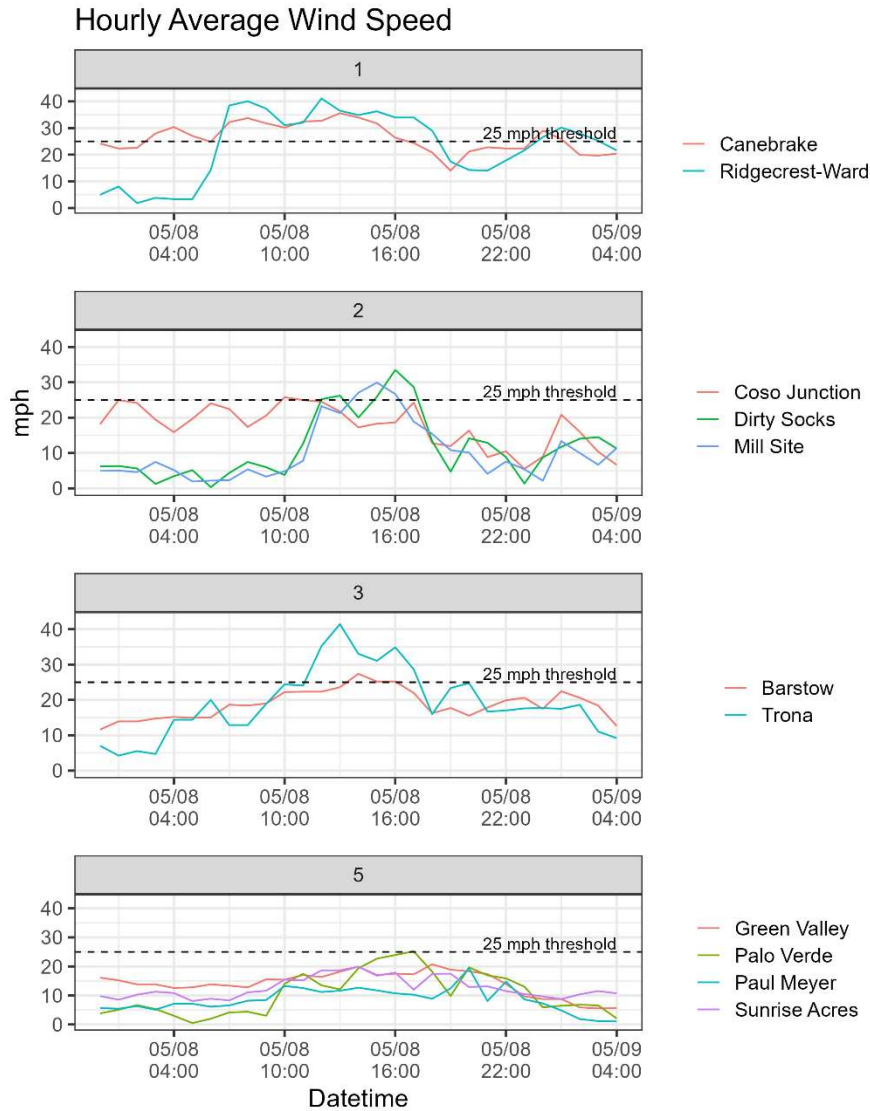 Hourly Average Wind Speed
1
40
30
20
10
0
25 mph threshold
05/08 05/08 05/08 05/08 05/09
04:00 10:00 16:00 22:00 04:00
Canebrake
Ridgecrest-Ward
2
40
30
20
10
0
25 mph threshold
05/08 05/08 05/08 05/08 05/09
04:00 10:00 16:00 22:00 04:00
Coso Junction
Dirty Socks
Mill Site
mph
3
40
30
20
10
0
25 mph threshold
05/08 05/08 05/08 05/08 05/09
04:00 10:00 16:00 22:00 04:00
Barstow
Trona
5
40
30
20
10
0
25 mph threshold
05/08 05/08 05/08 05/08 05/09
04:00 10:00 16:00 22:00 04:00
Green Valley
Palo Verde
Paul Meyer
Sunrise Acres
Datetime